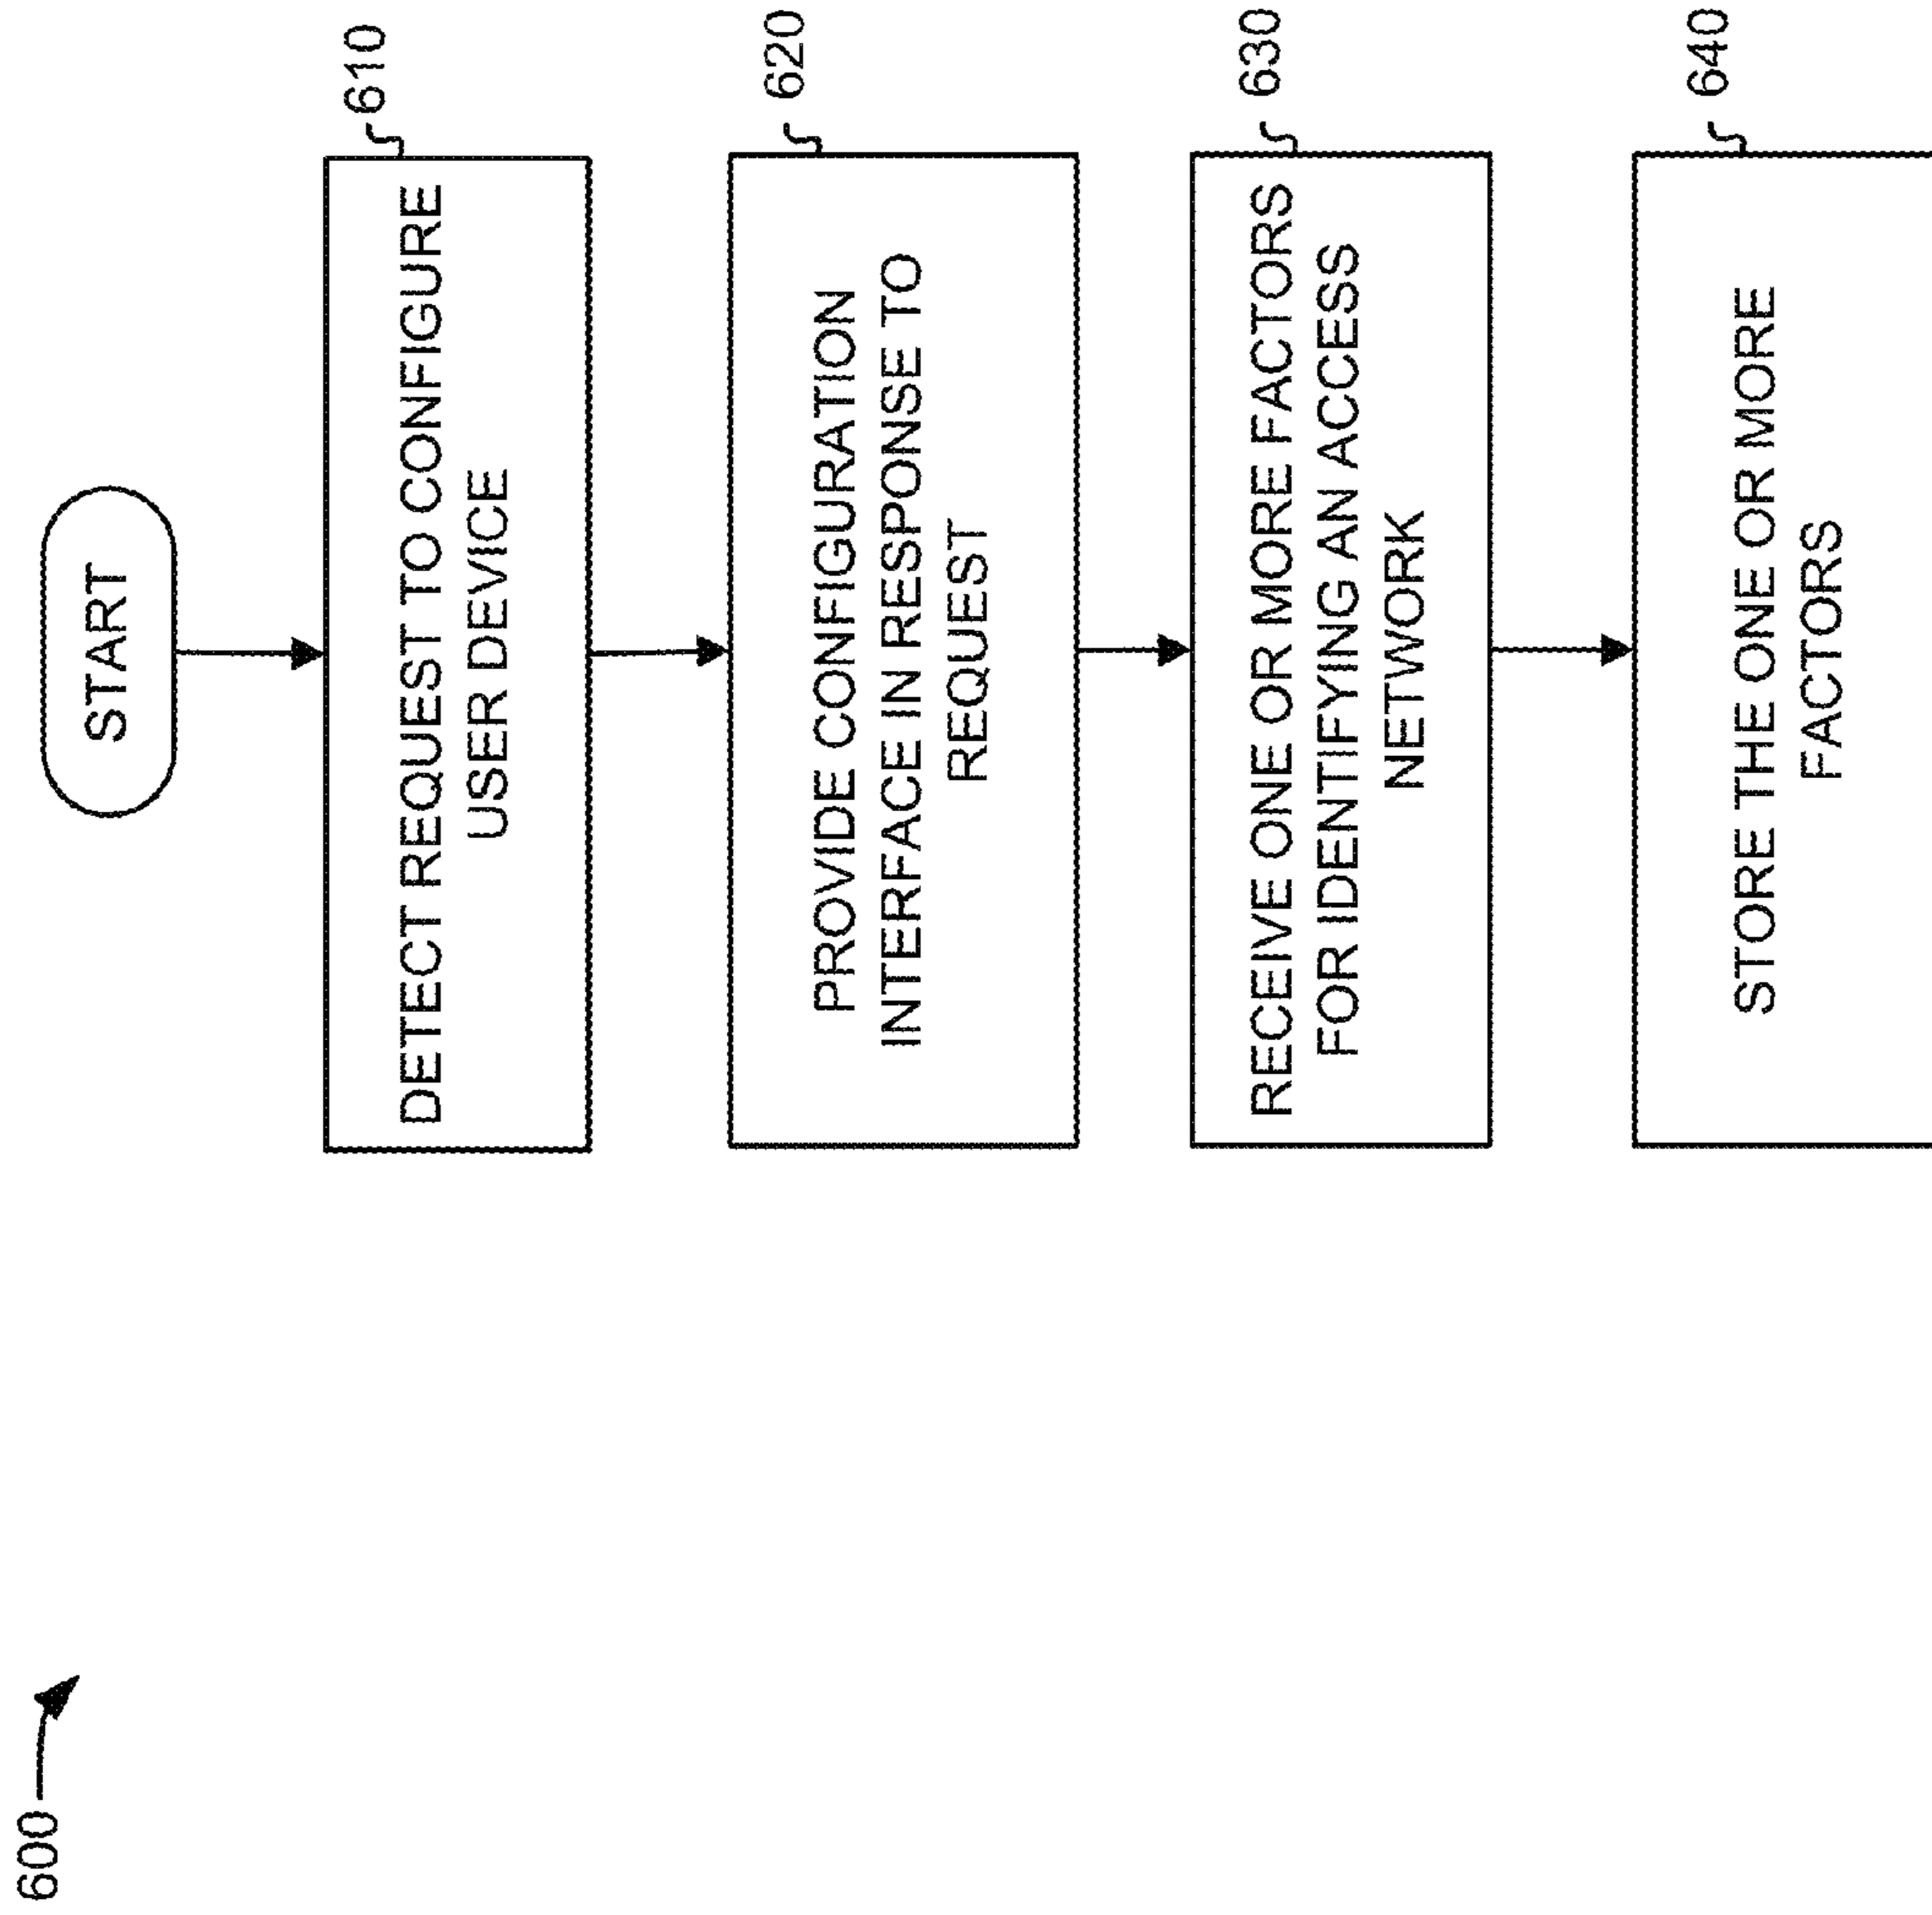 600
START
610
DETECT REQUEST TO CONFIGURE
USER DEVICE
620
PROVIDE CONFIGURATION
INTERFACE IN RESPONSE TO
REQUEST
630
RECEIVE ONE OR MORE FACTORS
FOR IDENTIFYING AN ACCESS
NETWORK
640
STORE THE ONE OR MORE
FACTORS